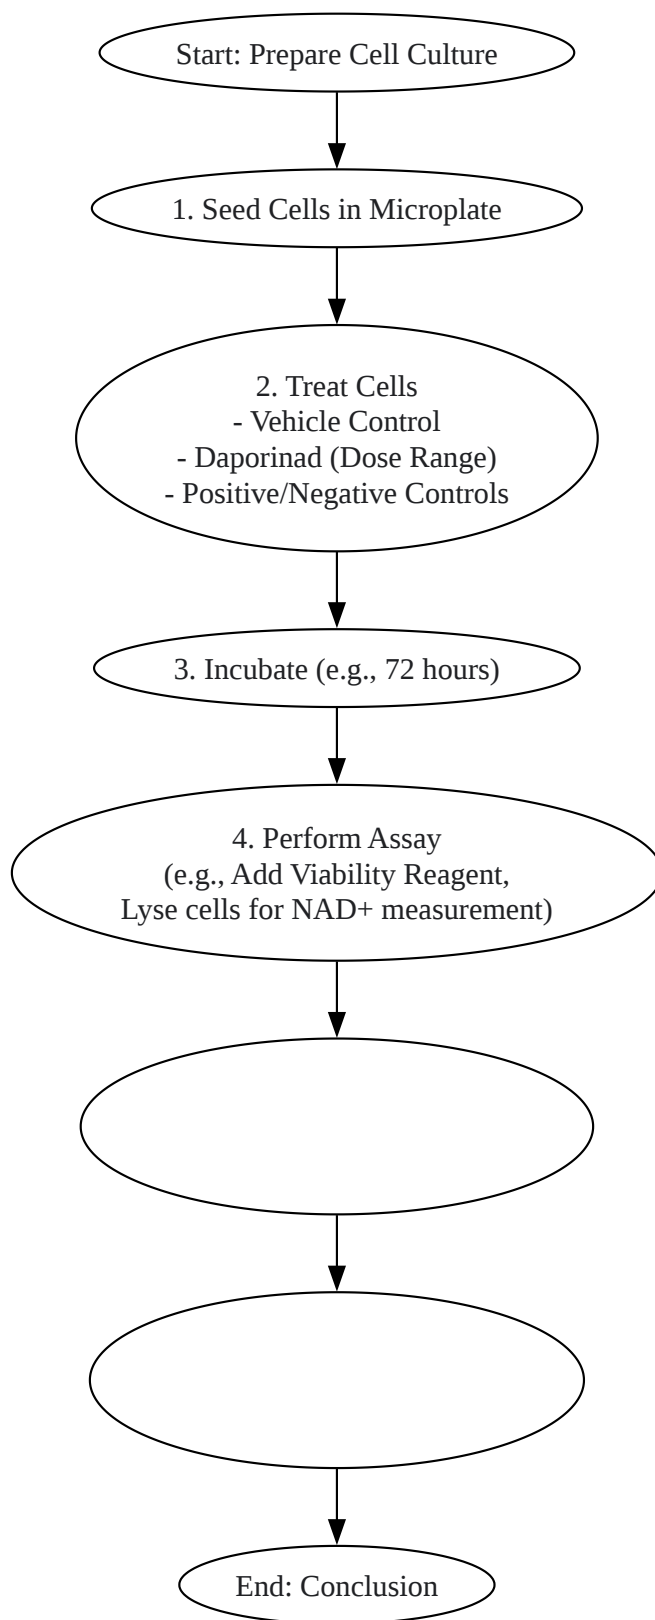 Start: Prepare Cell Culture
1. Seed Cells in Microplate
2. Treat Cells
- Vehicle Control
- Daporinad (Dose Range)
- Positive/Negative Controls
3. Incubate (e.g., 72 hours)
4. Perform Assay
(e.g., Add Viability Reagent,
Lyse cells for NAD+ measurement)
End: Conclusion